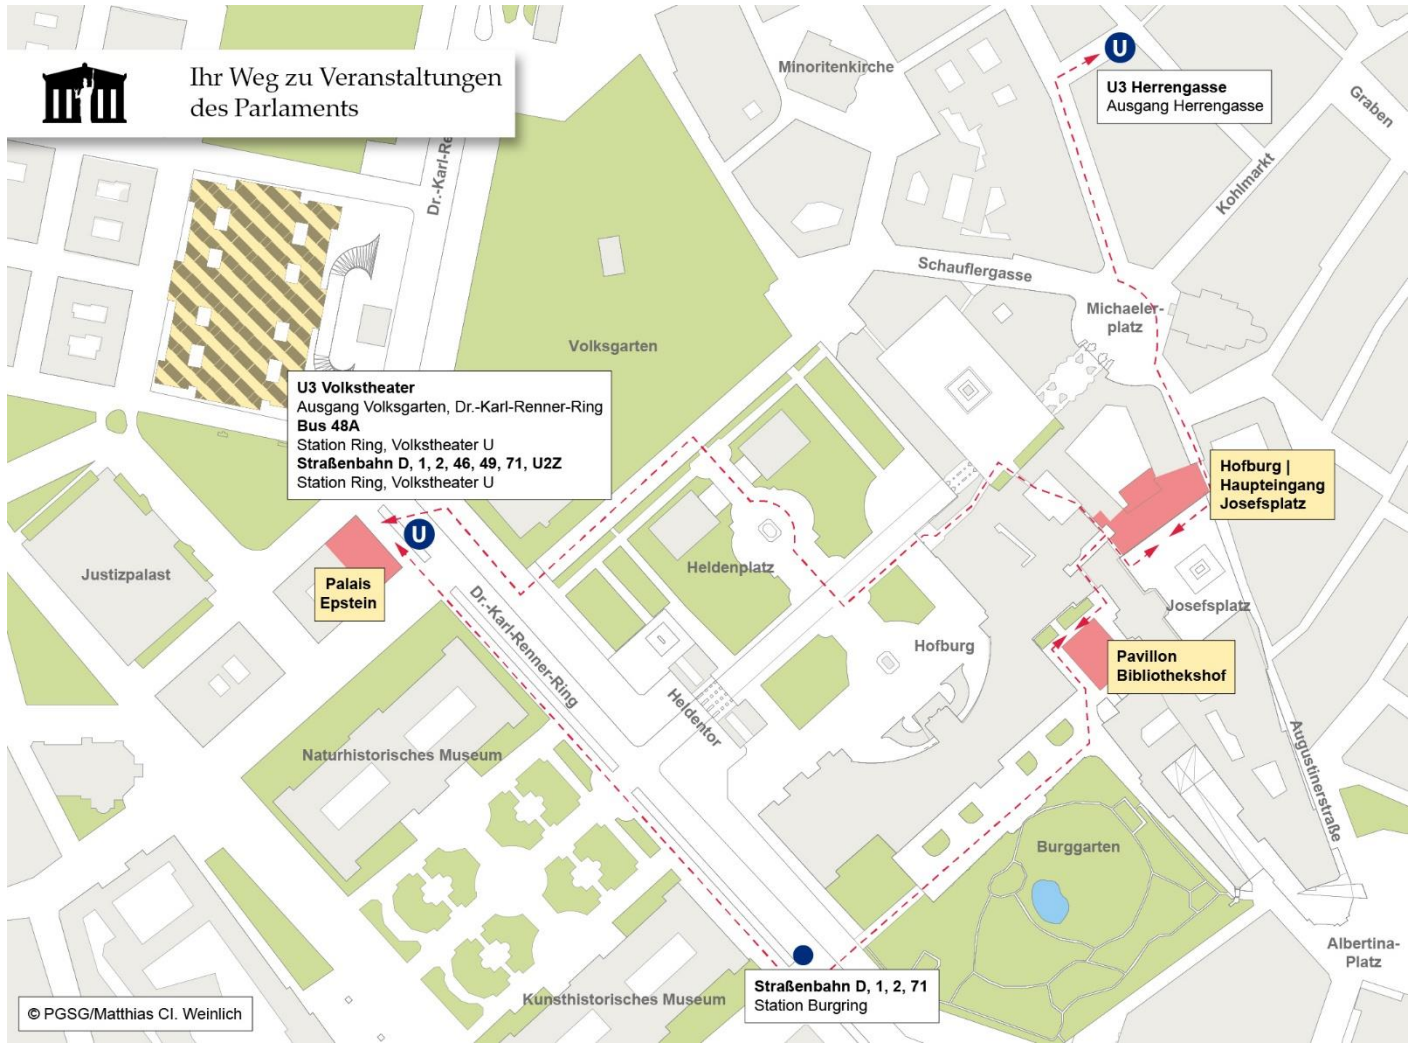 Ihr Weg zu Veranstaltungen
des Parlaments
Minoritenkirche
U
U3 Herrengasse
Ausgang Herrengasse
Graben
Kohlmarkt
Dr.-Karl-Re
Schauflergasse
Michaeler-
platz
Volksgarten
U3 Volkstheater
Ausgang Volksgarten, Dr.-Karl-Renner-Ring
Bus 48A
Station Ring, Volkstheater U
Straßenbahn D, 1, 2, 46, 49, 71, U2Z
Station Ring, Volkstheater U
Hofburg |
Haupteingang
Josefsplatz
U
Justizpalast
Palais
Epstein
Heldenplatz
Josefsplatz
Dr.-Karl-Renner-Ring
Hofburg
Pavillon
Bibliothekshof
Heldentor
Naturhistorisches Museum
Augustinerstraße
Burggarten
Albertina-
Platz
Straßenbahn D, 1, 2, 71
Station Burgring
Kunsthistorisches Museum
© PGSG/Matthias Cl. Weinlich